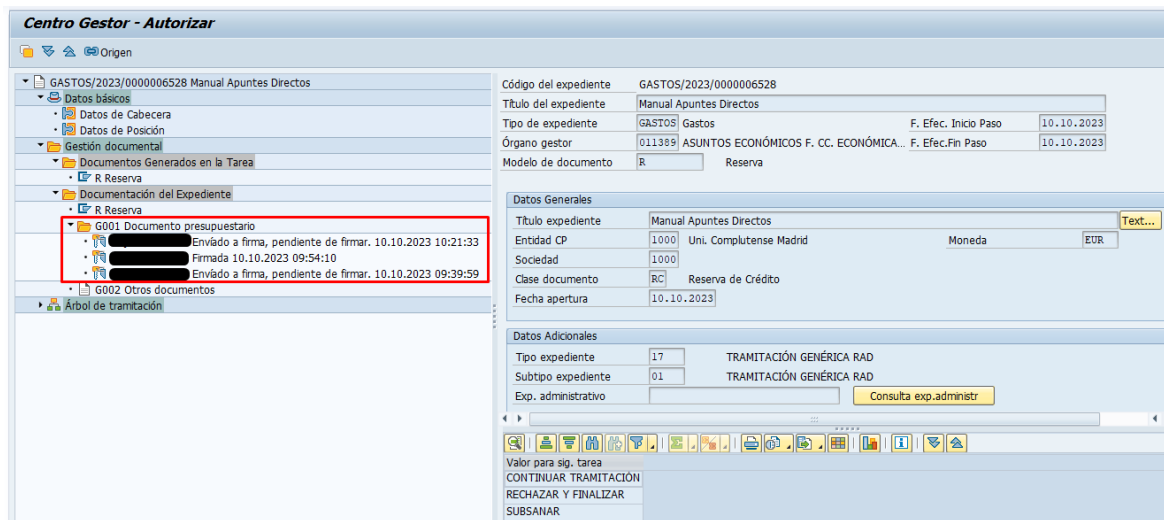 Centro Gestor - Autorizar
Origen
GASTOS/2023/0000006528 Manual Apuntes Directos
Datos básicos
Datos de Cabecera
Datos de Posición
Gestión documental
Documentos Generados en la Tarea
R Reserva
Documentación del Expediente
R Reserva
G001 Documento presupuestario
Envíado a firma, pendiente de firmar. 10.10.2023 10:21:33
Firmada 10.10.2023 09:54:10
Envíado a firma, pendiente de firmar. 10.10.2023 09:39:59
G002 Otros documentos
Árbol de tramitación
Código del expediente GASTOS/2023/0000006528
Título del expediente Manual Apuntes Directos
Tipo de expediente GASTOS Gastos F. Efec. Inicio Paso 10.10.2023
Órgano gestor 011389 ASUNTOS ECONÓMICOS F. CC. ECONÓMICA... F. Efec.Fin Paso 10.10.2023
Modelo de documento R Reserva
Datos Generales
Título expediente Manual Apuntes Directos Text...
Entidad CP 1000 Uni. Complutense Madrid Moneda EUR
Sociedad 1000
Clase documento RC Reserva de Crédito
Fecha apertura 10.10.2023
Datos Adicionales
Tipo expediente 17 TRAMITACIÓN GENÉRICA RAD
Subtipo expediente 01 TRAMITACIÓN GENÉRICA RAD
Exp. administrativo Consulta exp.administr
Valor para sig. tarea
CONTINUAR TRAMITACIÓN
RECHAZAR Y FINALIZAR
SUBSANAR